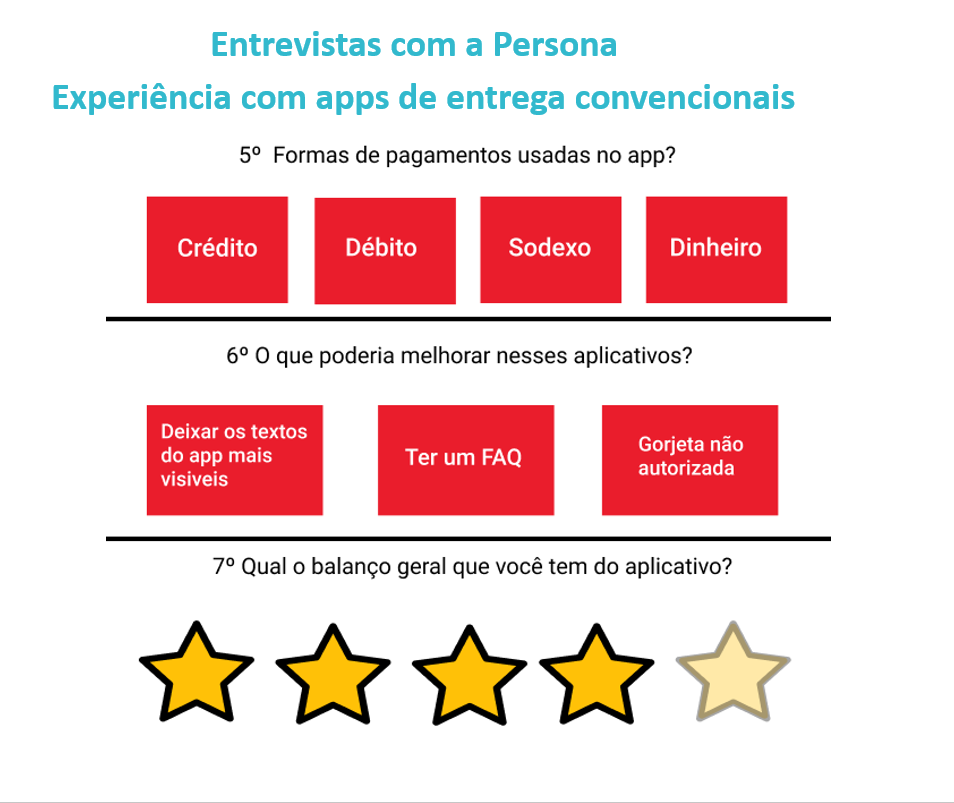 Entrevistas com a Persona
Experiência com apps de entrega convencionais
5º Formas de pagamentos usadas no app?
Crédito
Débito
Sodexo
Dinheiro
6º O que poderia melhorar nesses aplicativos?
Deixar os textos
do app mais
visiveis
Ter um FAQ
Gorjeta não
autorizada
7º Qual o balanço geral que você tem do aplicativo?